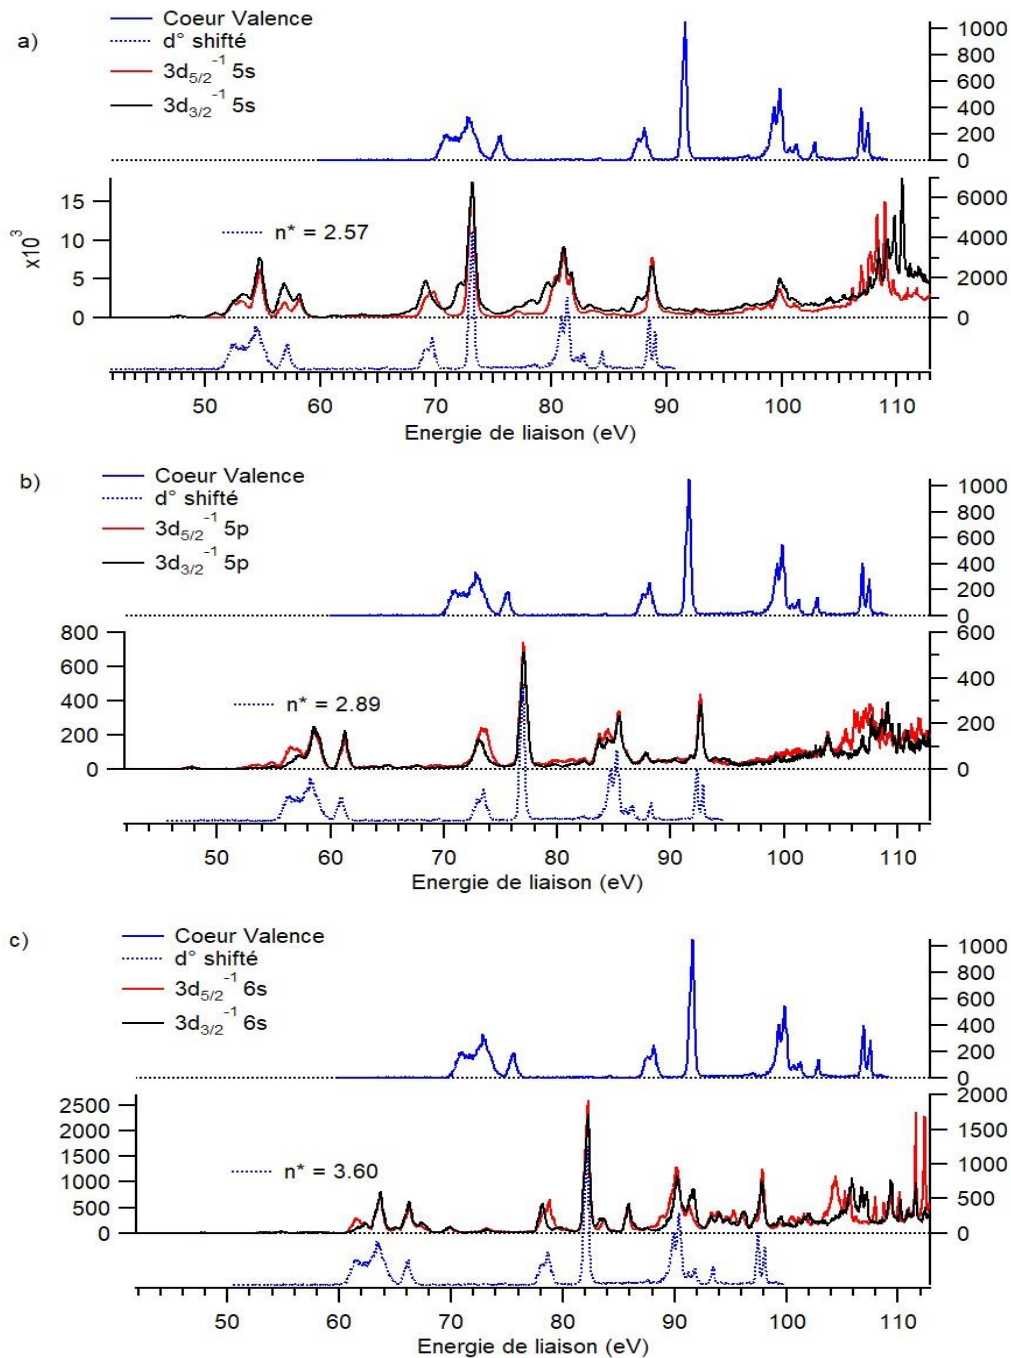 a)
Coeur Valence
d° shifté
3d5/2 -1 5s
3d3/2 -1 5s
1000
800
600
400
200
0
x10 3
15
10
5
0
n* = 2.57
6000
4000
2000
0
50 60 70 80 90 100 110
Energie de liaison (eV)
b)
Coeur Valence
d° shifté
3d5/2 -1 5p
3d3/2 -1 5p
1000
800
600
400
200
0
800
600
400
200
0
n* = 2.89
600
400
200
0
50 60 70 80 90 100 110
Energie de liaison (eV)
c)
Coeur Valence
d° shifté
3d5/2 -1 6s
3d3/2 -1 6s
1000
800
600
400
200
0
2500
2000
1500
1000
500
0
n* = 3.60
2000
1500
1000
500
0
50 60 70 80 90 100 110
Energie de liaison (eV)